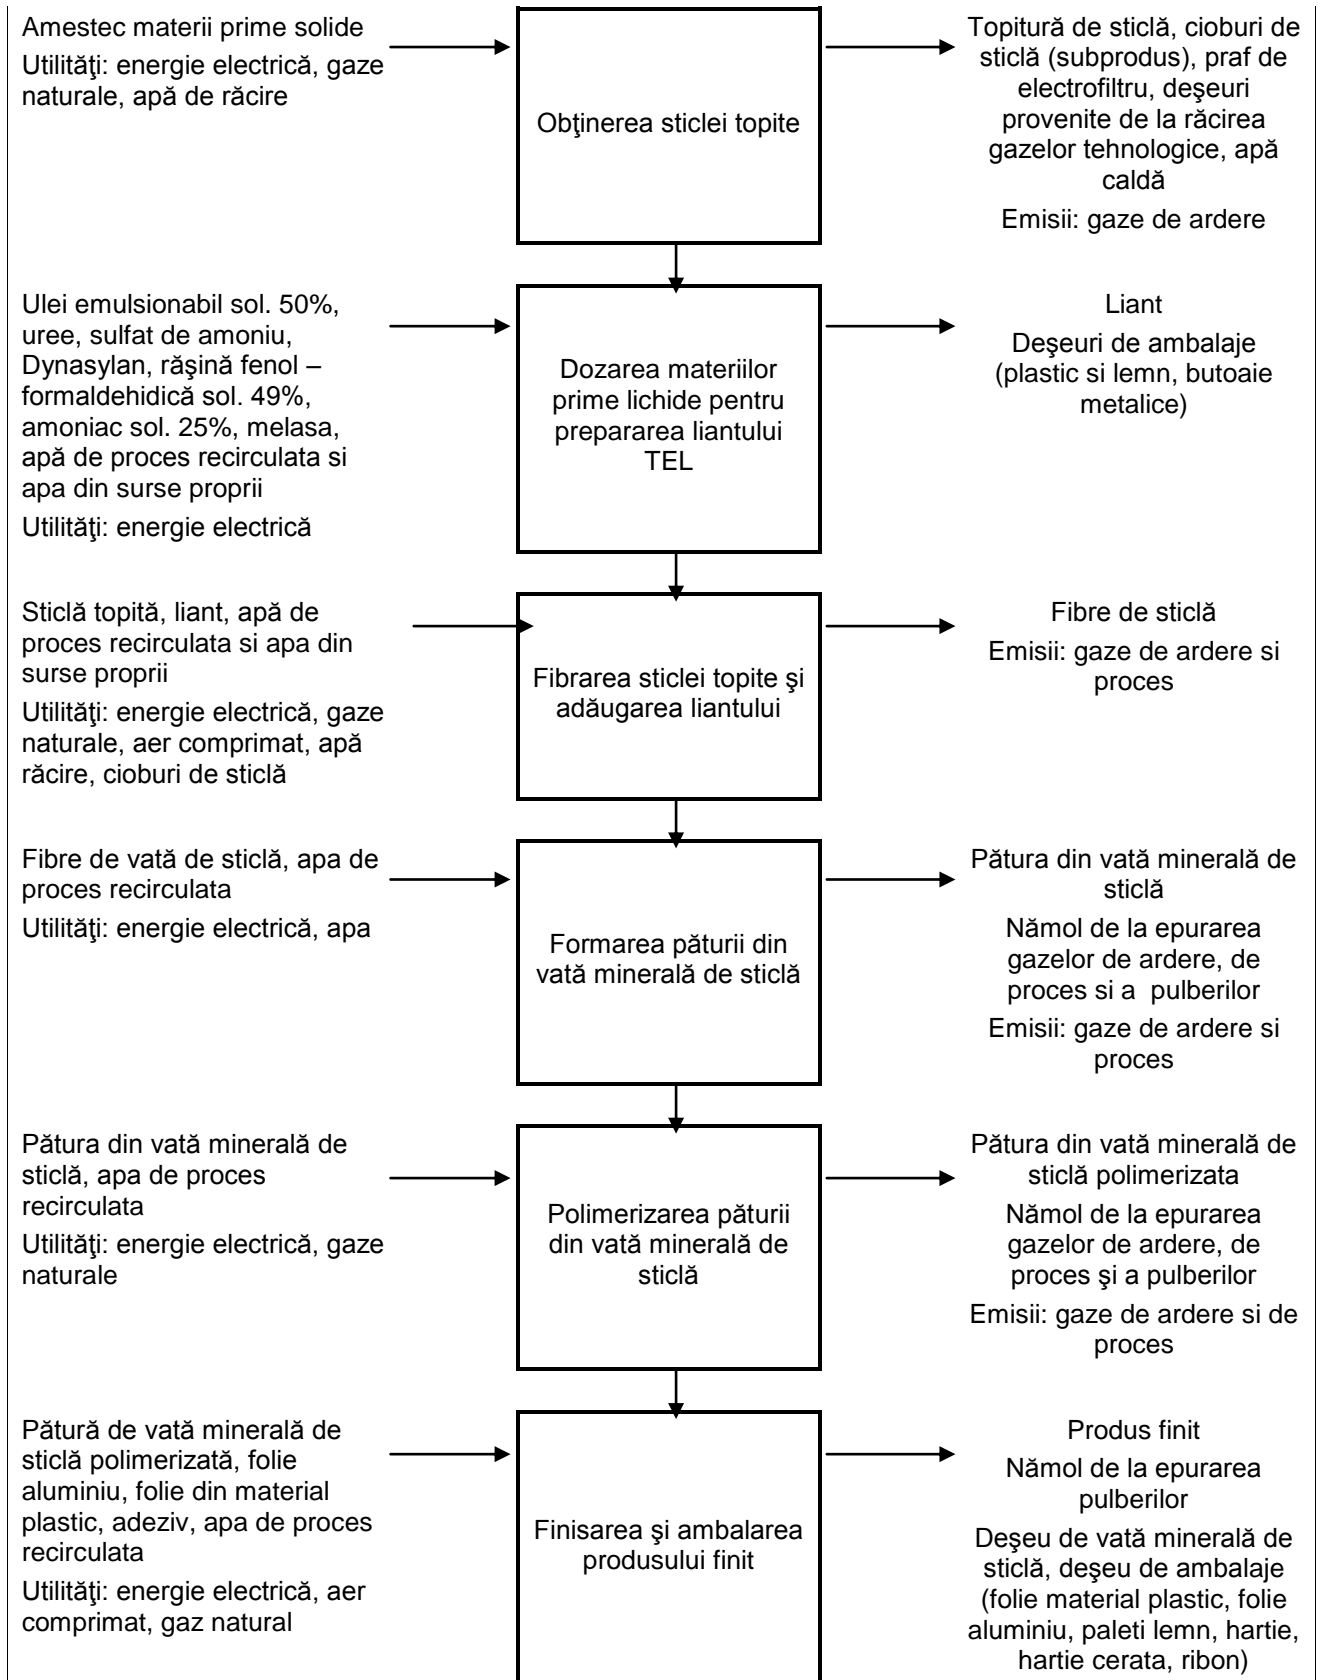 Amestec materii prime solide
Utilităţi: energie electrică, gaze
naturale, apă de răcire
Obţinerea sticlei topite
Topitură de sticlă, cioburi de
sticlă (subprodus), praf de
electrofiltru, deşeuri
provenite de la răcirea
gazelor tehnologice, apă
caldă
Emisii: gaze de ardere
Ulei emulsionabil sol. 50%,
uree, sulfat de amoniu,
Dynasylan, răşină fenol –
formaldehidică sol. 49%,
amoniac sol. 25%, melasa,
apă de proces recirculata si
apa din surse proprii
Utilităţi: energie electrică
Dozarea materiilor
prime lichide pentru
prepararea liantului
TEL
Liant
Deşeuri de ambalaje
(plastic si lemn, butoaie
metalice)
Sticlă topită, liant, apă de
proces recirculata si apa din
surse proprii
Utilităţi: energie electrică, gaze
naturale, aer comprimat, apă
răcire, cioburi de sticlă
Fibrarea sticlei topite şi
adăugarea liantului
Fibre de sticlă
Emisii: gaze de ardere si
proces
Fibre de vată de sticlă, apa de
proces recirculata
Utilităţi: energie electrică, apa
Formarea păturii din
vată minerală de sticlă
Pătura din vată minerală de
sticlă
Nămol de la epurarea
gazelor de ardere, de
proces si a  pulberilor
Emisii: gaze de ardere si
proces
Pătura din vată minerală de
sticlă, apa de proces
recirculata
Utilităţi: energie electrică, gaze
naturale
Polimerizarea păturii
din vată minerală de
sticlă
Pătura din vată minerală de
sticlă polimerizata
Nămol de la epurarea
gazelor de ardere, de
proces şi a pulberilor
Emisii: gaze de ardere si de
proces
Pătură de vată minerală de
sticlă polimerizată, folie
aluminiu, folie din material
plastic, adeziv, apa de proces
recirculata
Utilităţi: energie electrică, aer
comprimat, gaz natural
Finisarea şi ambalarea
produsului finit
Produs finit
Nămol de la epurarea
pulberilor
Deşeu de vată minerală de
sticlă, deşeu de ambalaje
(folie material plastic, folie
aluminiu, paleti lemn, hartie,
hartie cerata, ribon)